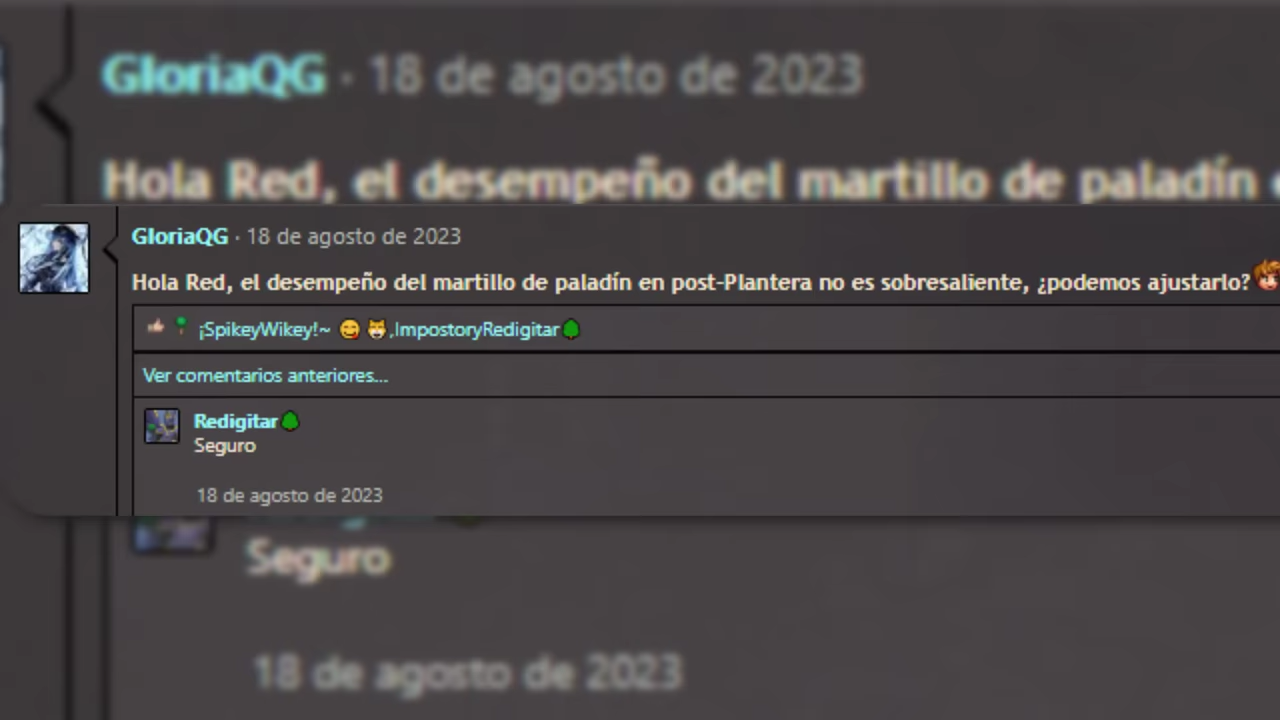 GloriaQG · 18 de agosto de 2023
Hola Red, el desempeño del martillo de paladín
GloriaQG · 18 de agosto de 2023
Hola Red, el desempeño del martillo de paladín en post-Plantera no es sobresaliente, ¿podemos ajustarlo?
¡SpikeyWikey!~ ,ImpostoryRedigitar
Ver comentarios anteriores...
Redigitar
Seguro
18 de agosto de 2023
Seguro
18 de agosto de 2023